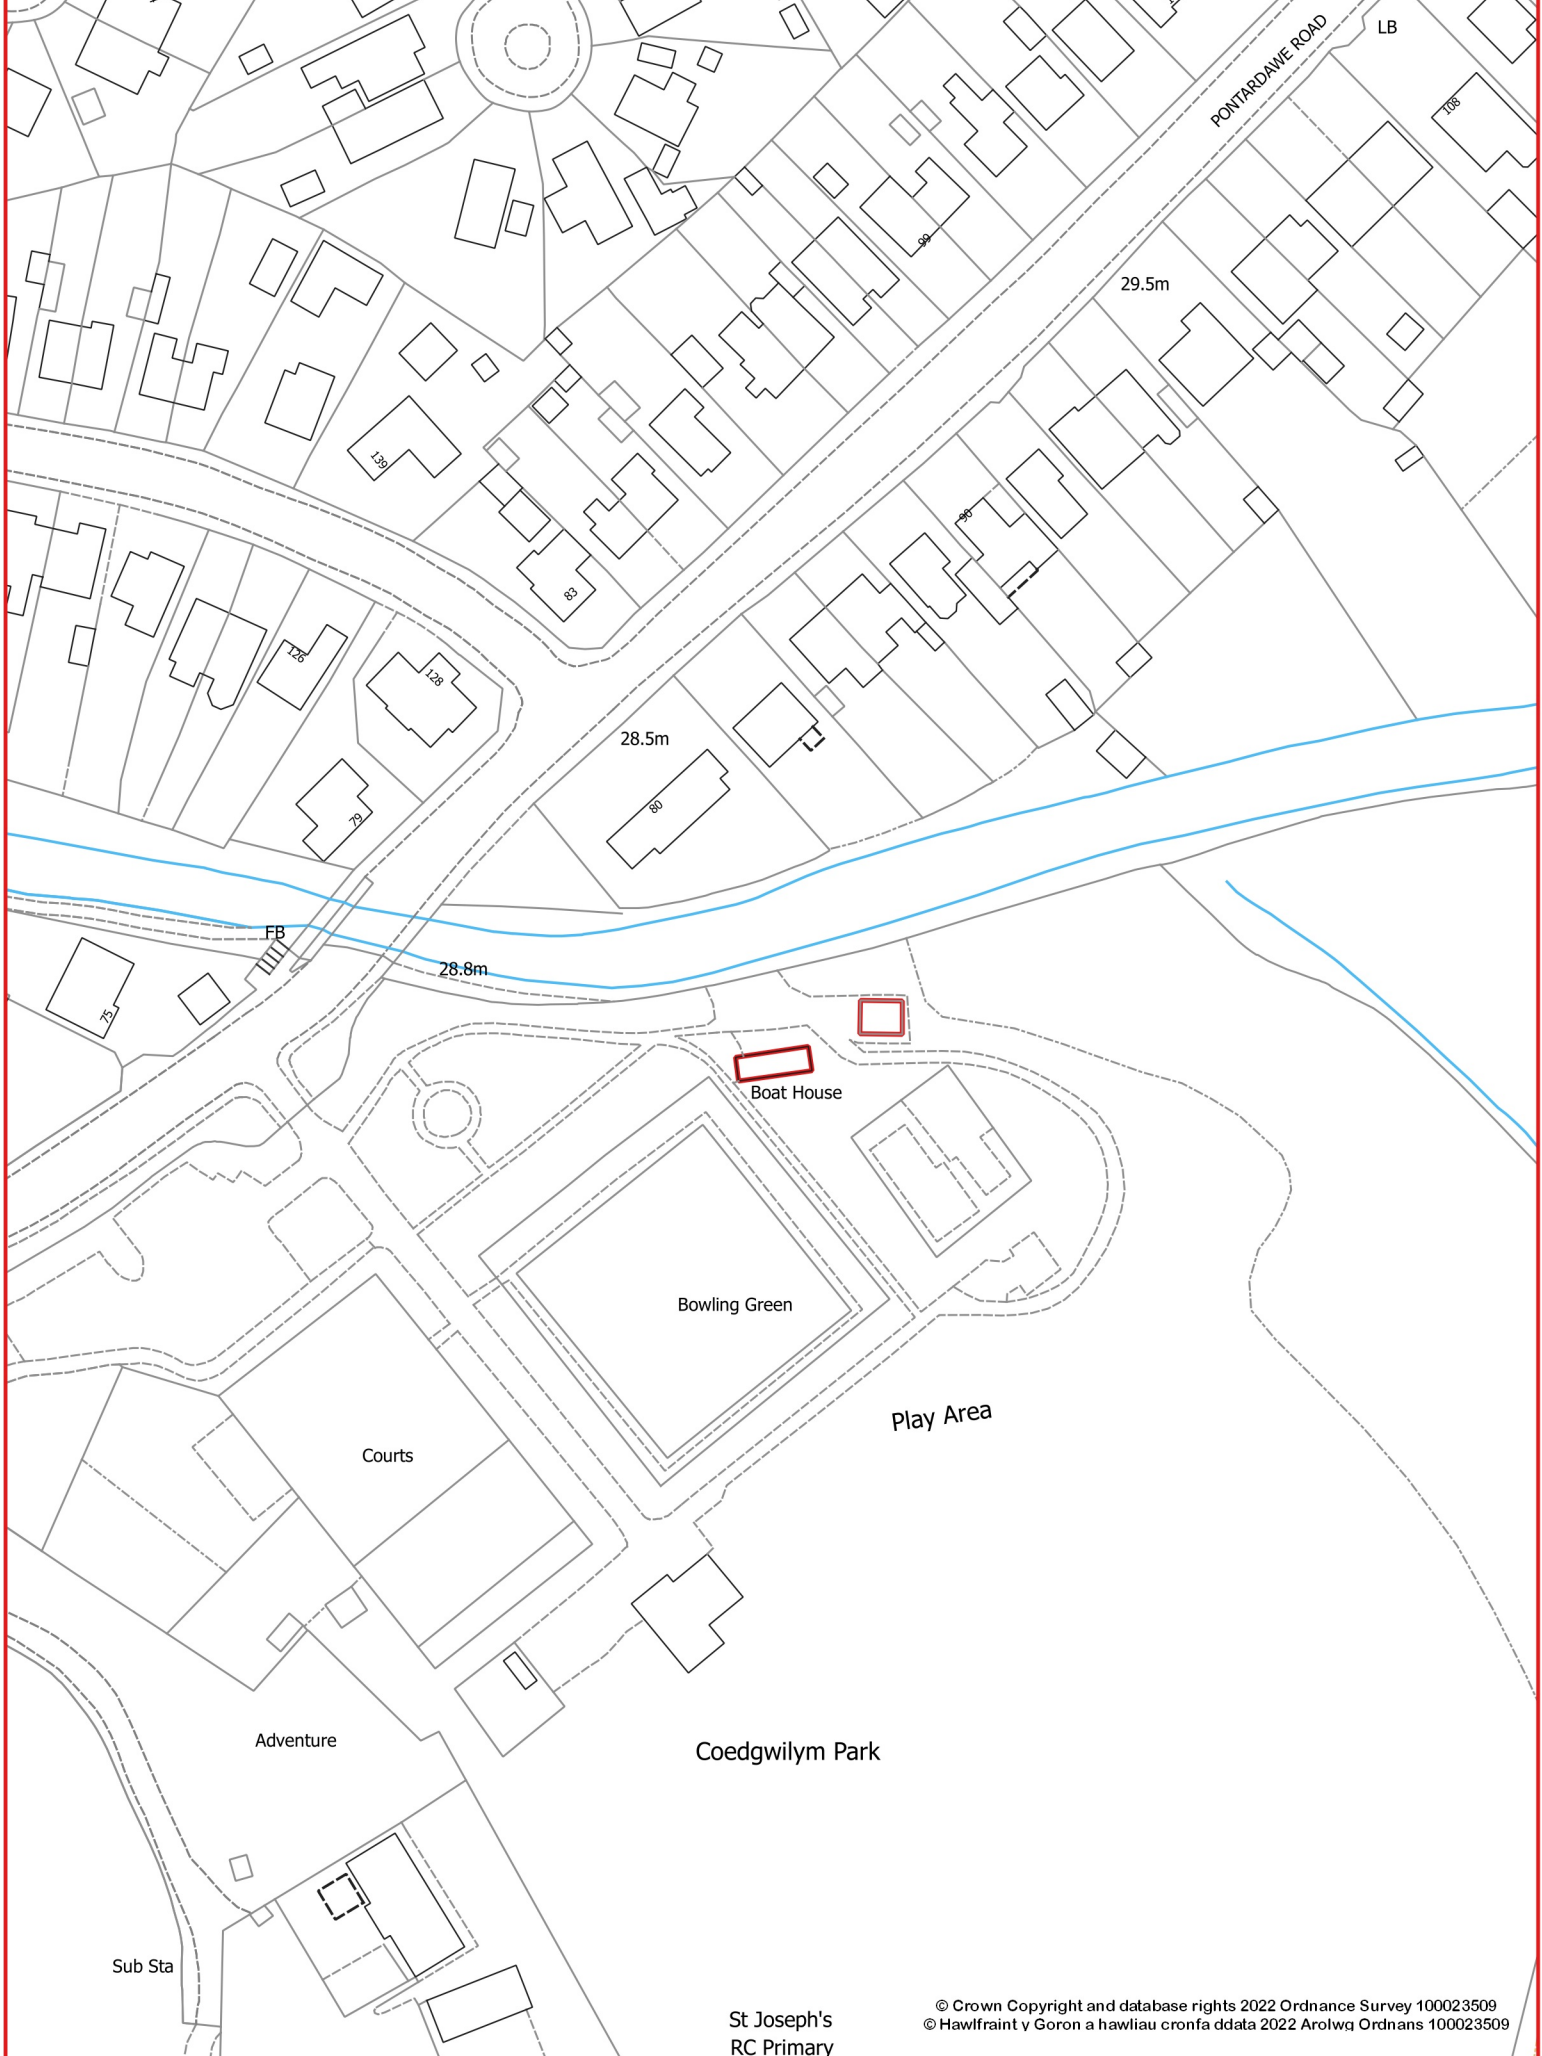 LB
PONTARDAWE ROAD
108
99
29.5m
139
90
83
126
128
28.5m
80
79
FB
28.8m
75
Boat House
Bowling Green
Play Area
Courts
Adventure
Coedgwilym Park
Sub Sta
St Joseph's
RC Primary
© Crown Copyright and database rights 2022 Ordnance Survey 100023509
© Hawlfraint y Goron a hawliau cronfa ddata 2022 Arolwg Ordnans 100023509